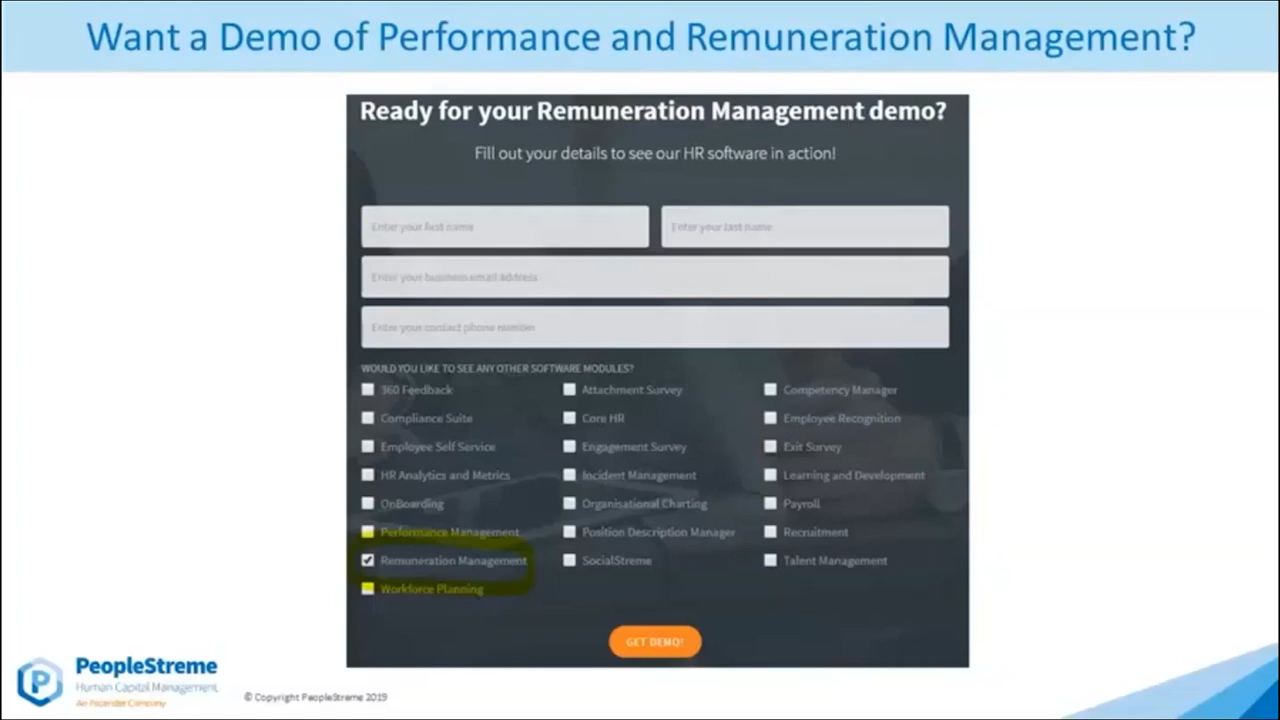 Want a Demo of Performance and Remuneration Management?
Ready for your Remuneration Management demo?
Fill out your details to see our HR software in action!
Enter your first name
Enter your last name
Enter your business email address
Enter your contact phone number
WOULD YOU LIKE TO SEE ANY OTHER SOFTWARE MODULES?
360 Feedback
Attachment Survey
Competency Manager
Compliance Suite
Core HR
Employee Recognition
Employee Self Service
Engagement Survey
Exit Survey
HR Analytics and Metrics
Incident Management
Learning and Development
OnBoarding
Organisational Charting
Payroll
Performance Management
Position Description Manager
Recruitment
Remuneration Management
SocialStreme
Talent Management
Workforce Planning
GET DEMO!
P
PeopleStreme
Human Capital Management
An Ascender Company
© Copyright PeopleStreme 2019